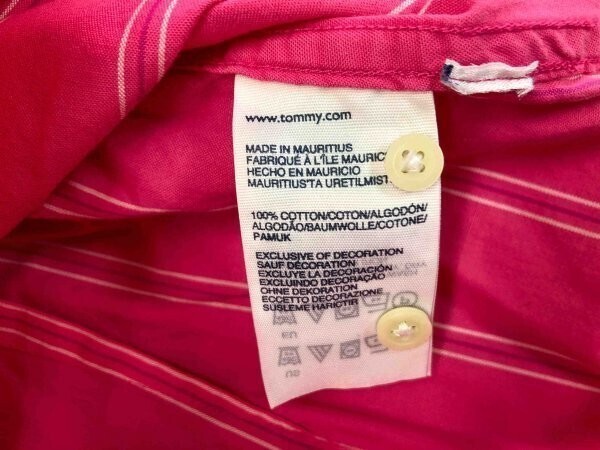 www.tommy.com
MADE IN MAURITIUS
FABRIQUÉ À L'ÎLE MAURIC
HECHO EN MAURICIO
MAURITIUS'TA URETILMIST
100% COTTON/COTON/ALGODÓN/
ALGODÃO/BAUMWOLLE/COTONE/
PAMUK
EXCLUSIVE OF DECORATION
SAUF DÉCORATION
EXCLUYE LA DECORACIÓN
EXCLUINDO DECORAÇÃO
OHNE DEKORATION
ECCETTO DECORAZIONE
SUSLEME HARICTIR